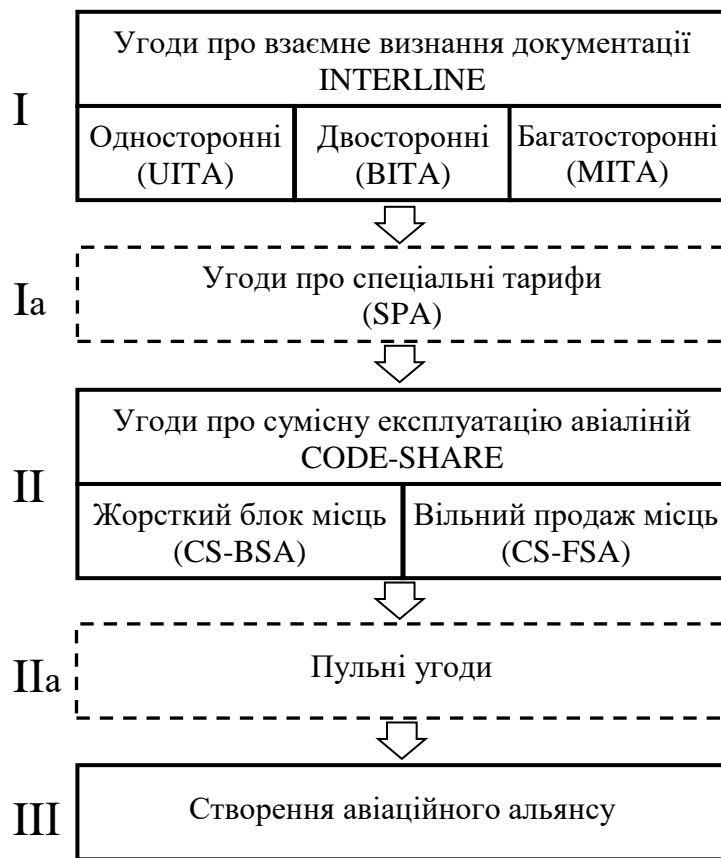 Угоди про взаємне визнання документації
INTERLINE
I
Односторонні
(UITA)
Двосторонні
(BITA)
Багатосторонні
(MITA)
Iа
Угоди про спеціальні тарифи
(SPA)
Угоди про сумісну експлуатацію авіаліній
CODE-SHARE
II
Жорсткий блок місць
(CS-BSA)
Вільний продаж місць
(CS-FSA)
IIа
Пульні угоди
III
Створення авіаційного альянсу